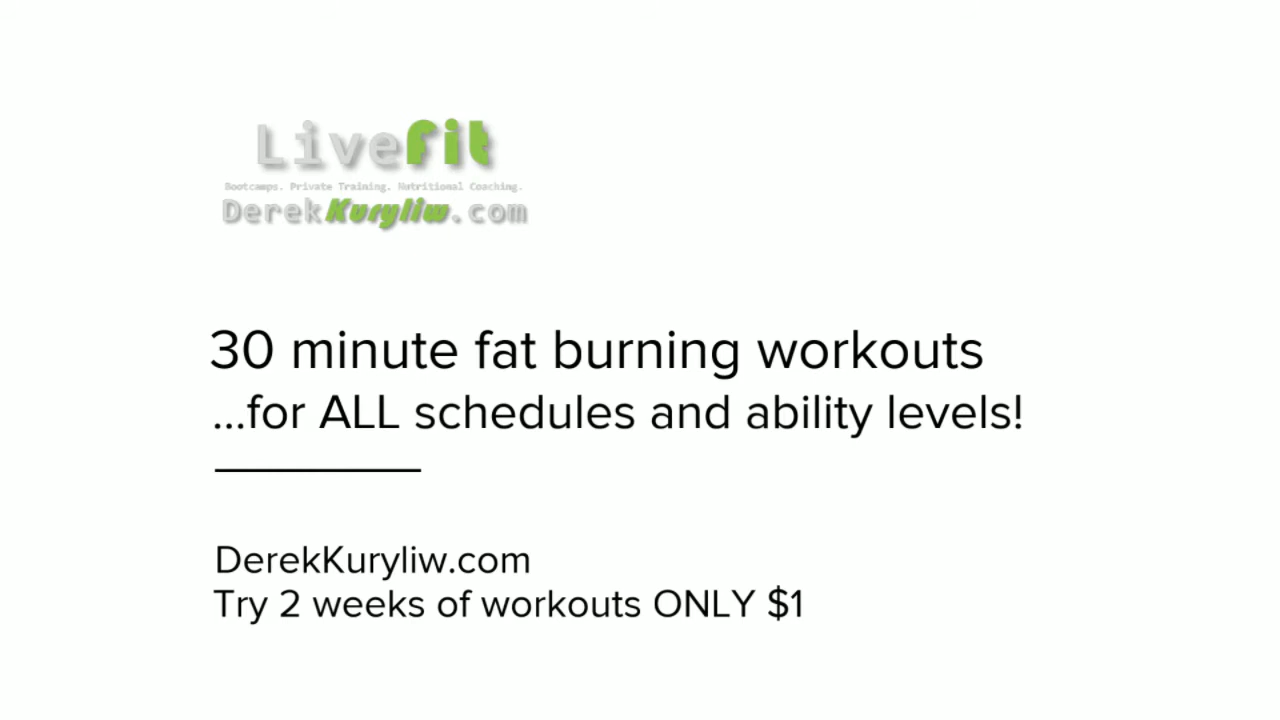 LiveFit
Bootcamps. Private Training. Nutritional Coaching.
DerekKuryliw.com
30 minute fat burning workouts
...for ALL schedules and ability levels!
DerekKuryliw.com
Try 2 weeks of workouts ONLY $1